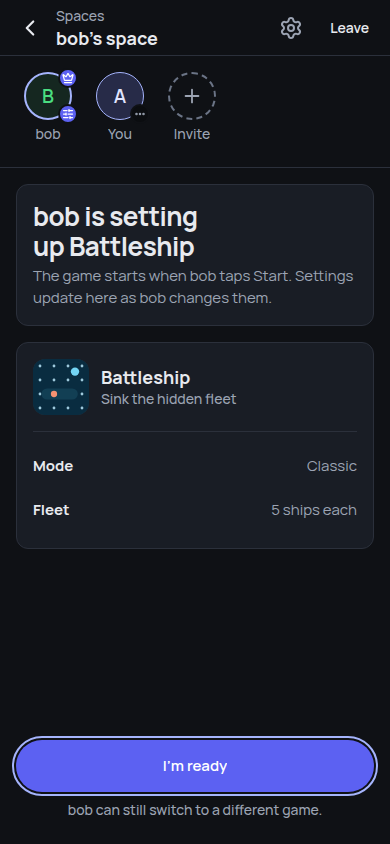 Spaces
bob's space
Leave
B
A
bob
You
Invite
bob is setting
up Battleship
The game starts when bob taps Start. Settings
update here as bob changes them.
Battleship
Sink the hidden fleet
Mode
Classic
Fleet
5 ships each
I'm ready
bob can still switch to a different game.